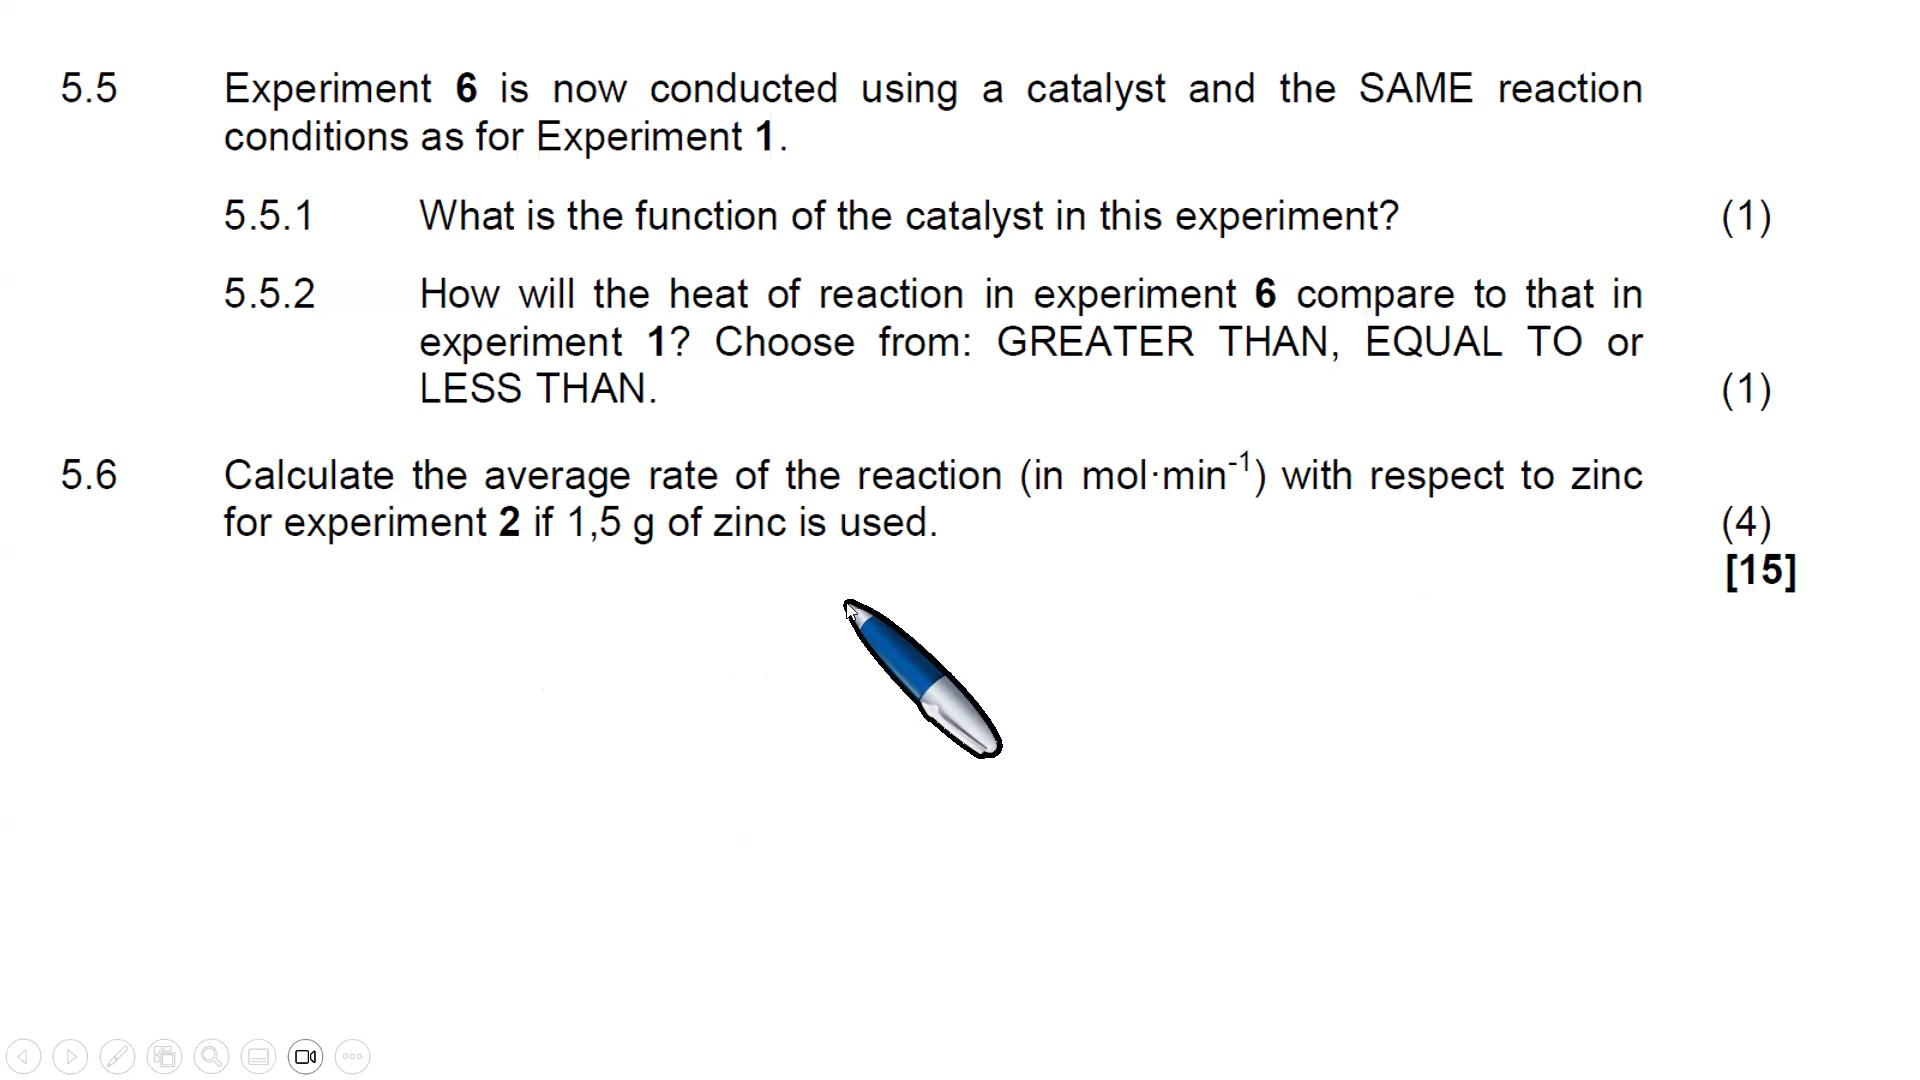 5.5 Experiment 6 is now conducted using a catalyst and the SAME reaction
conditions as for Experiment 1.
5.5.1 What is the function of the catalyst in this experiment? (1)
5.5.2 How will the heat of reaction in experiment 6 compare to that in
experiment 1? Choose from: GREATER THAN, EQUAL TO or
LESS THAN. (1)
5.6 Calculate the average rate of the reaction (in mol·min⁻¹) with respect to zinc
for experiment 2 if 1,5 g of zinc is used. (4)
[15]